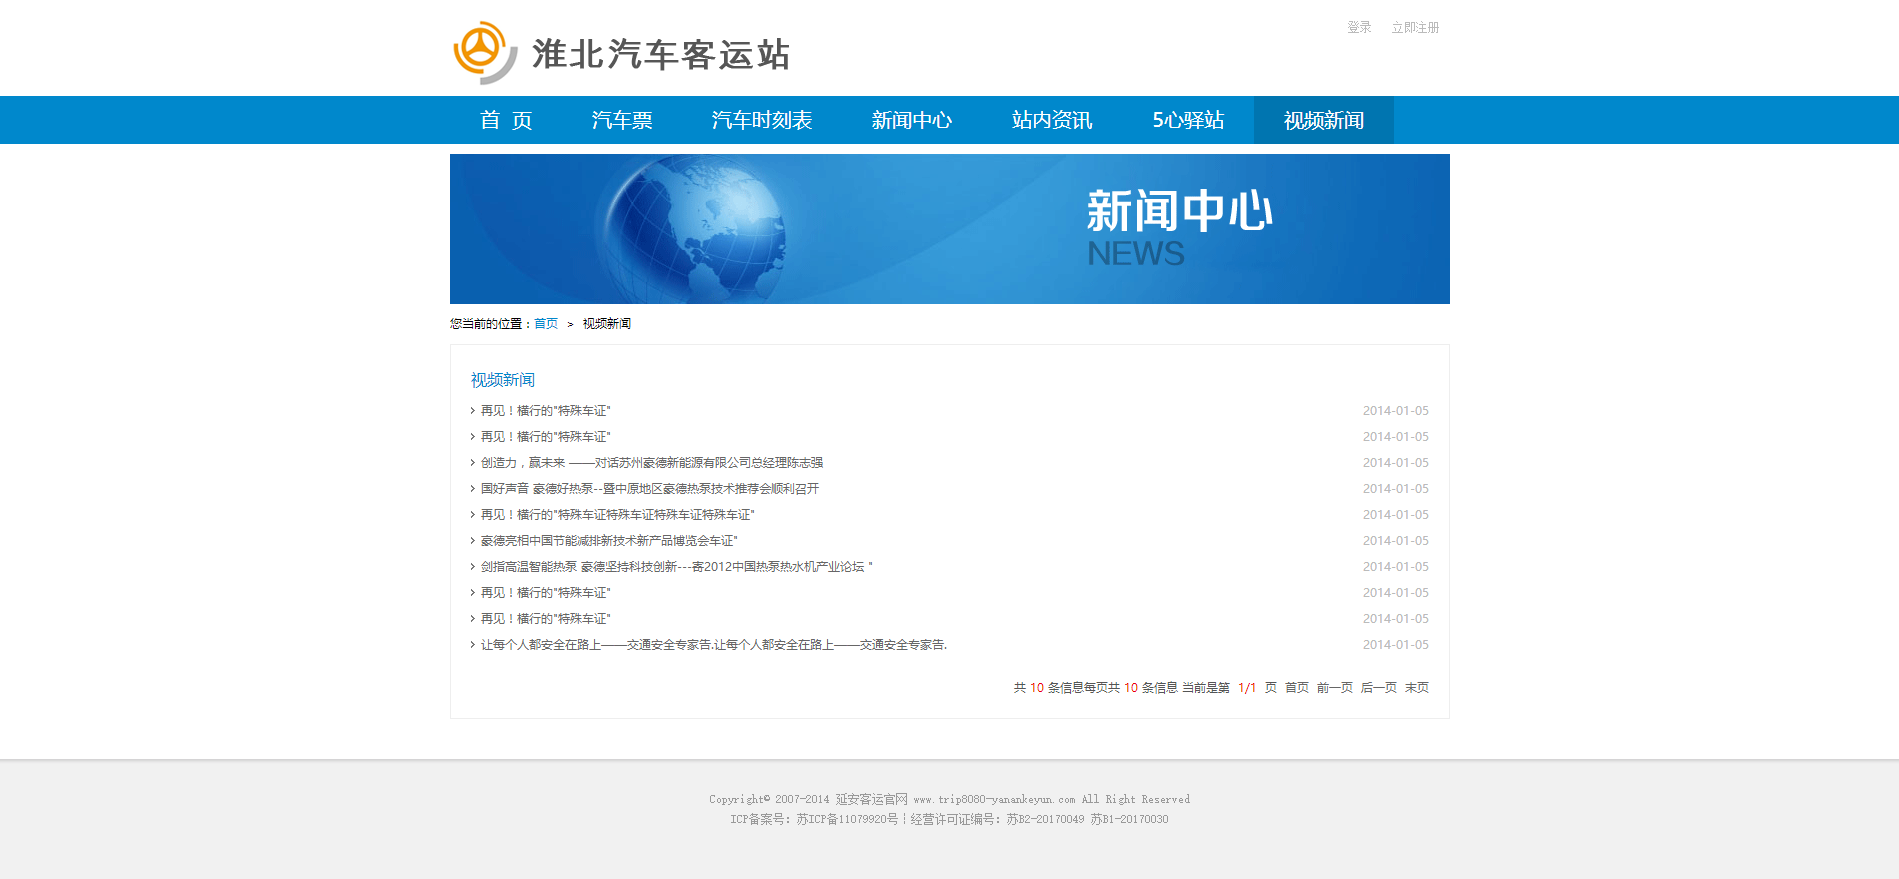 淮北汽车客运站
登录 立即注册
首 页 汽车票 汽车时刻表 新闻中心 站内资讯 5心驿站 视频新闻
新闻中心
NEWS
您当前的位置：首页 > 视频新闻
视频新闻
再见！横行的"特殊车证" 2014-01-05
再见！横行的"特殊车证" 2014-01-05
创造力，赢未来 ——对话苏州豪德新能源有限公司总经理陈志强 2014-01-05
国好声音 豪德好热泵--暨中原地区豪德热泵技术推荐会顺利召开 2014-01-05
再见！横行的"特殊车证特殊车证特殊车证特殊车证" 2014-01-05
豪德亮相中国节能减排新技术新产品博览会车证" 2014-01-05
剑指高温智能热泵 豪德坚持科技创新---寄2012中国热泵热水机产业论坛 " 2014-01-05
再见！横行的"特殊车证" 2014-01-05
再见！横行的"特殊车证" 2014-01-05
让每个人都安全在路上——交通安全专家告.让每个人都安全在路上——交通安全专家告. 2014-01-05
共 10 条信息每页共 10 条信息 当前是第 1/1 页 首页 前一页 后一页 末页
Copyright© 2007-2014 延安客运官网 www.trip8080-yanankeyun.com All Right Reserved
ICP备案号: 苏ICP备11079920号┆经营许可证编号: 苏B2-20170049 苏B1-20170030